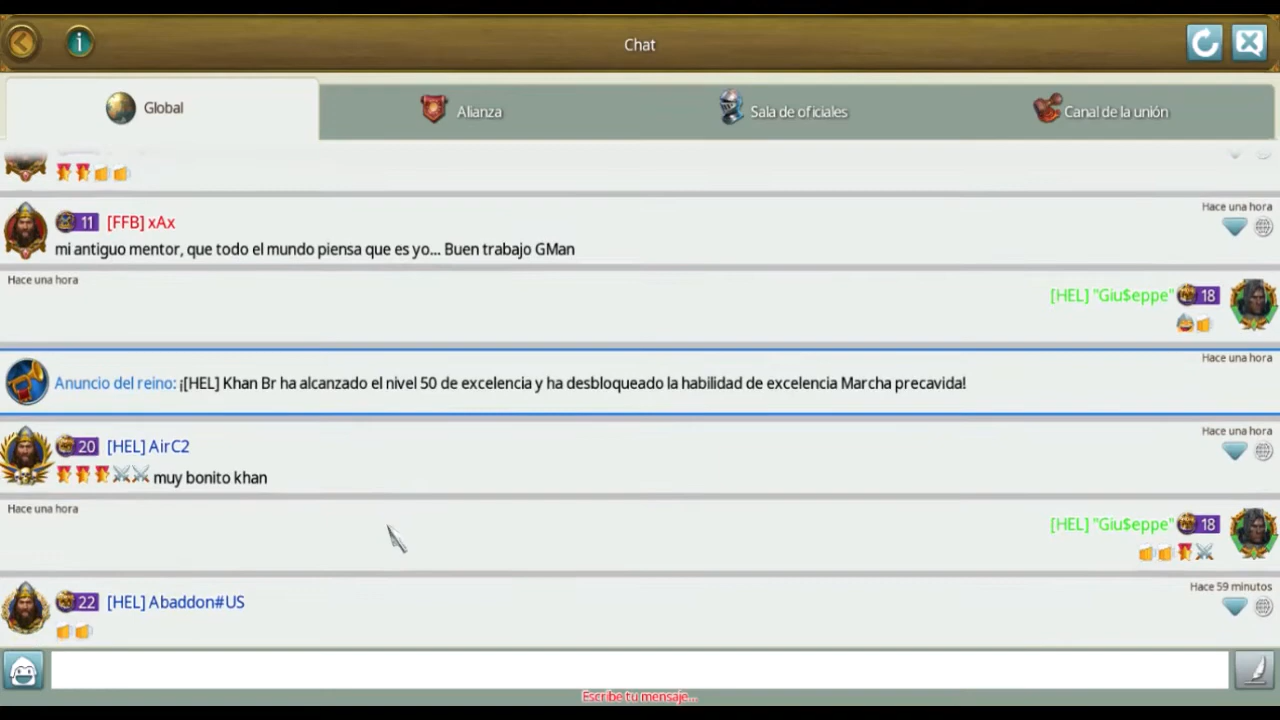 Chat
Global
Alianza
Sala de oficiales
Canal de la unión
Hace una hora
11 [FFB] xAx
mi antiguo mentor, que todo el mundo piensa que es yo... Buen trabajo GMan
Hace una hora
[HEL] "Giu$eppe" 18
Hace una hora
Anuncio del reino: ¡[HEL] Khan Br ha alcanzado el nivel 50 de excelencia y ha desbloqueado la habilidad de excelencia Marcha precavida!
Hace una hora
20 [HEL] AirC2
muy bonito khan
Hace una hora
[HEL] "Giu$eppe" 18
Hace 59 minutos
22 [HEL] Abaddon#US
Escribe tu mensaje...